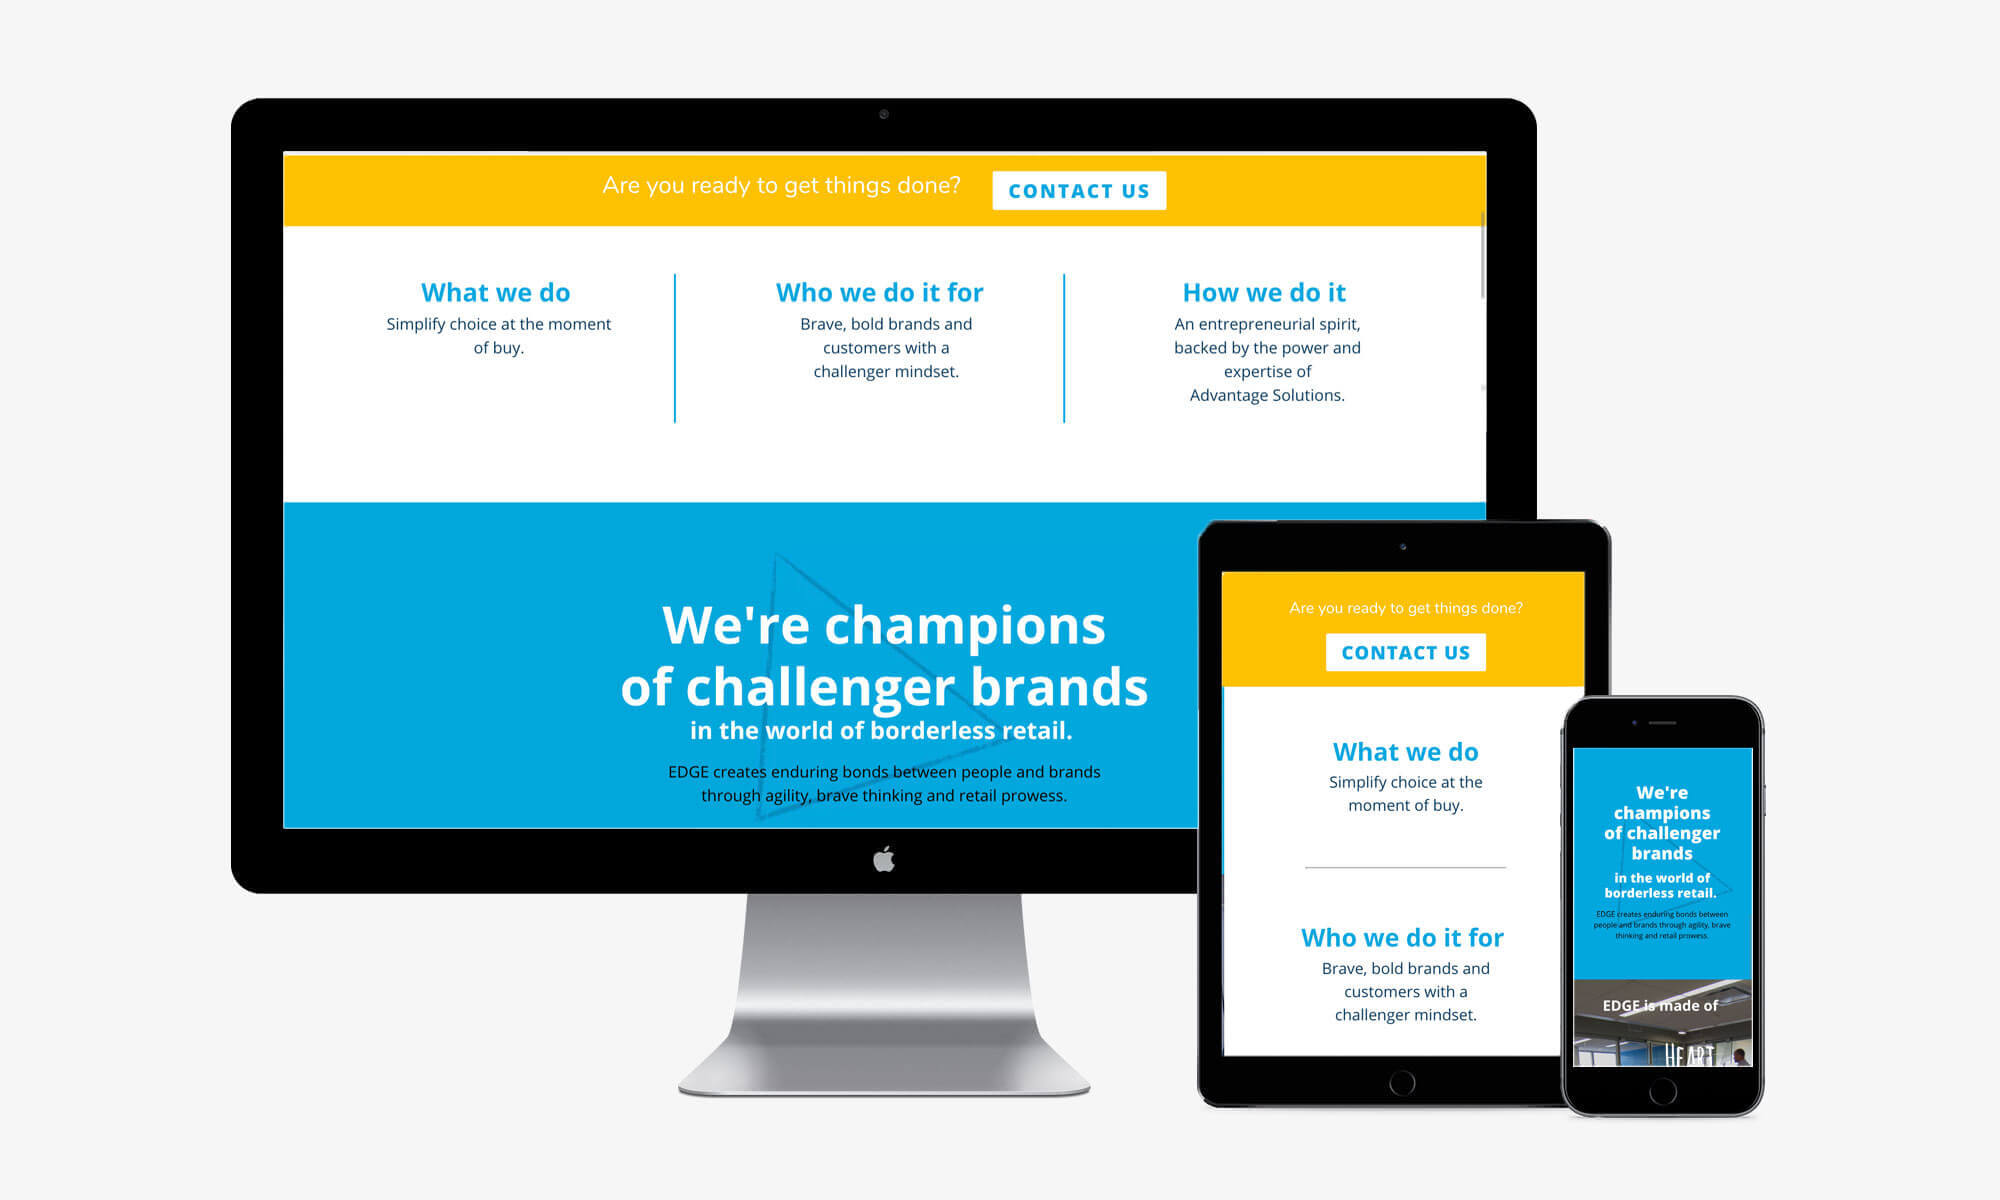 Are you ready to get things done?
CONTACT US
What we do
Simplify choice at the moment
of buy.
Who we do it for
Brave, bold brands and
customers with a
challenger mindset.
How we do it
An entrepreneurial spirit,
backed by the power and
expertise of
Advantage Solutions.
We're champions
of challenger brands
in the world of borderless retail.
EDGE creates enduring bonds between people and brands
through agility, brave thinking and retail prowess.
Are you ready to get things done?
CONTACT US
What we do
Simplify choice at the
moment of buy.
Who we do it for
Brave, bold brands and
customers with a
challenger mindset.
We're
champions
of challenger
brands
in the world of
borderless retail.
EDGE creates enduring bonds between
people and brands through agility, brave
thinking and retail prowess.
EDGE is made of
HEART